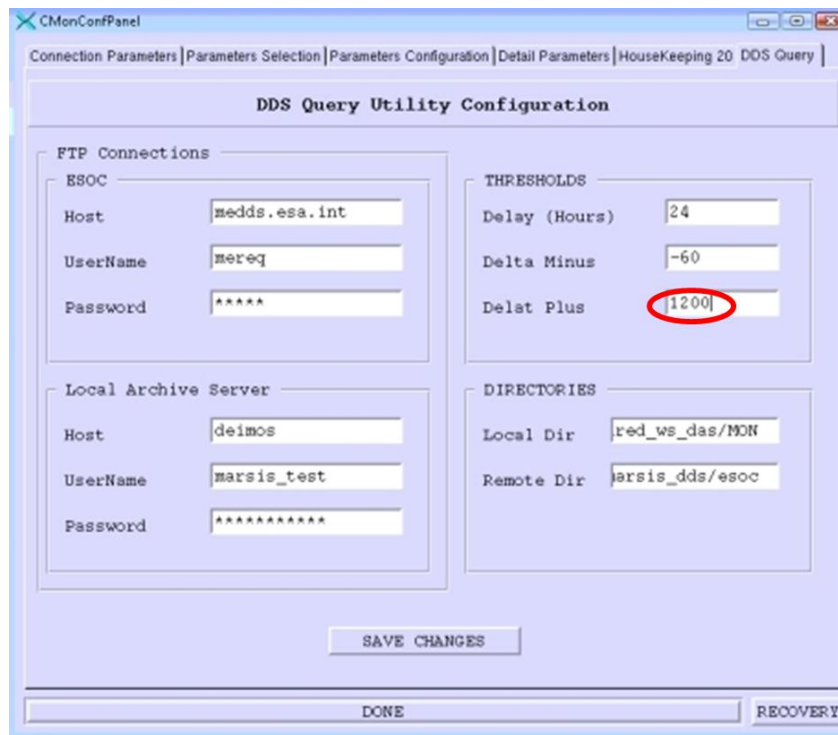 CMonConfPanel
Connection Parameters Parameters Selection Parameters Configuration Detail Parameters HouseKeeping 20 DDS Query
DDS Query Utility Configuration
FTP Connections
ESOC
Host medds.esa.int
UserName mereq
Password *****
THRESHOLDS
Delay (Hours) 24
Delta Minus -60
Delat Plus 1200
Local Archive Server
Host deimos
UserName marsis_test
Password ***********
DIRECTORIES
Local Dir .red_ws_das/MON
Remote Dir arsis_dds/esoc
SAVE CHANGES
DONE
RECOVERY